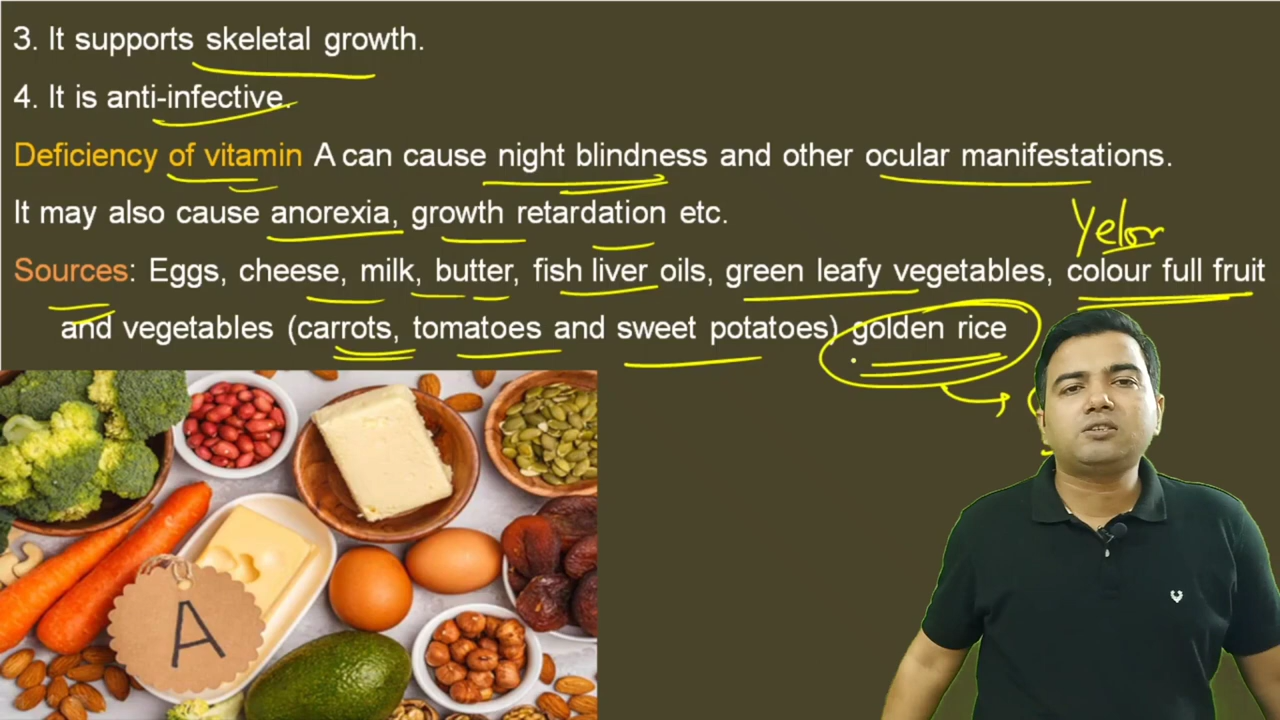 3. It supports skeletal growth.
4. It is anti-infective.
Deficiency of vitamin A can cause night blindness and other ocular manifestations.
It may also cause anorexia, growth retardation etc.
Yelor
Sources: Eggs, cheese, milk, butter, fish liver oils, green leafy vegetables, colour full fruit
and vegetables (carrots, tomatoes and sweet potatoes) golden rice
A